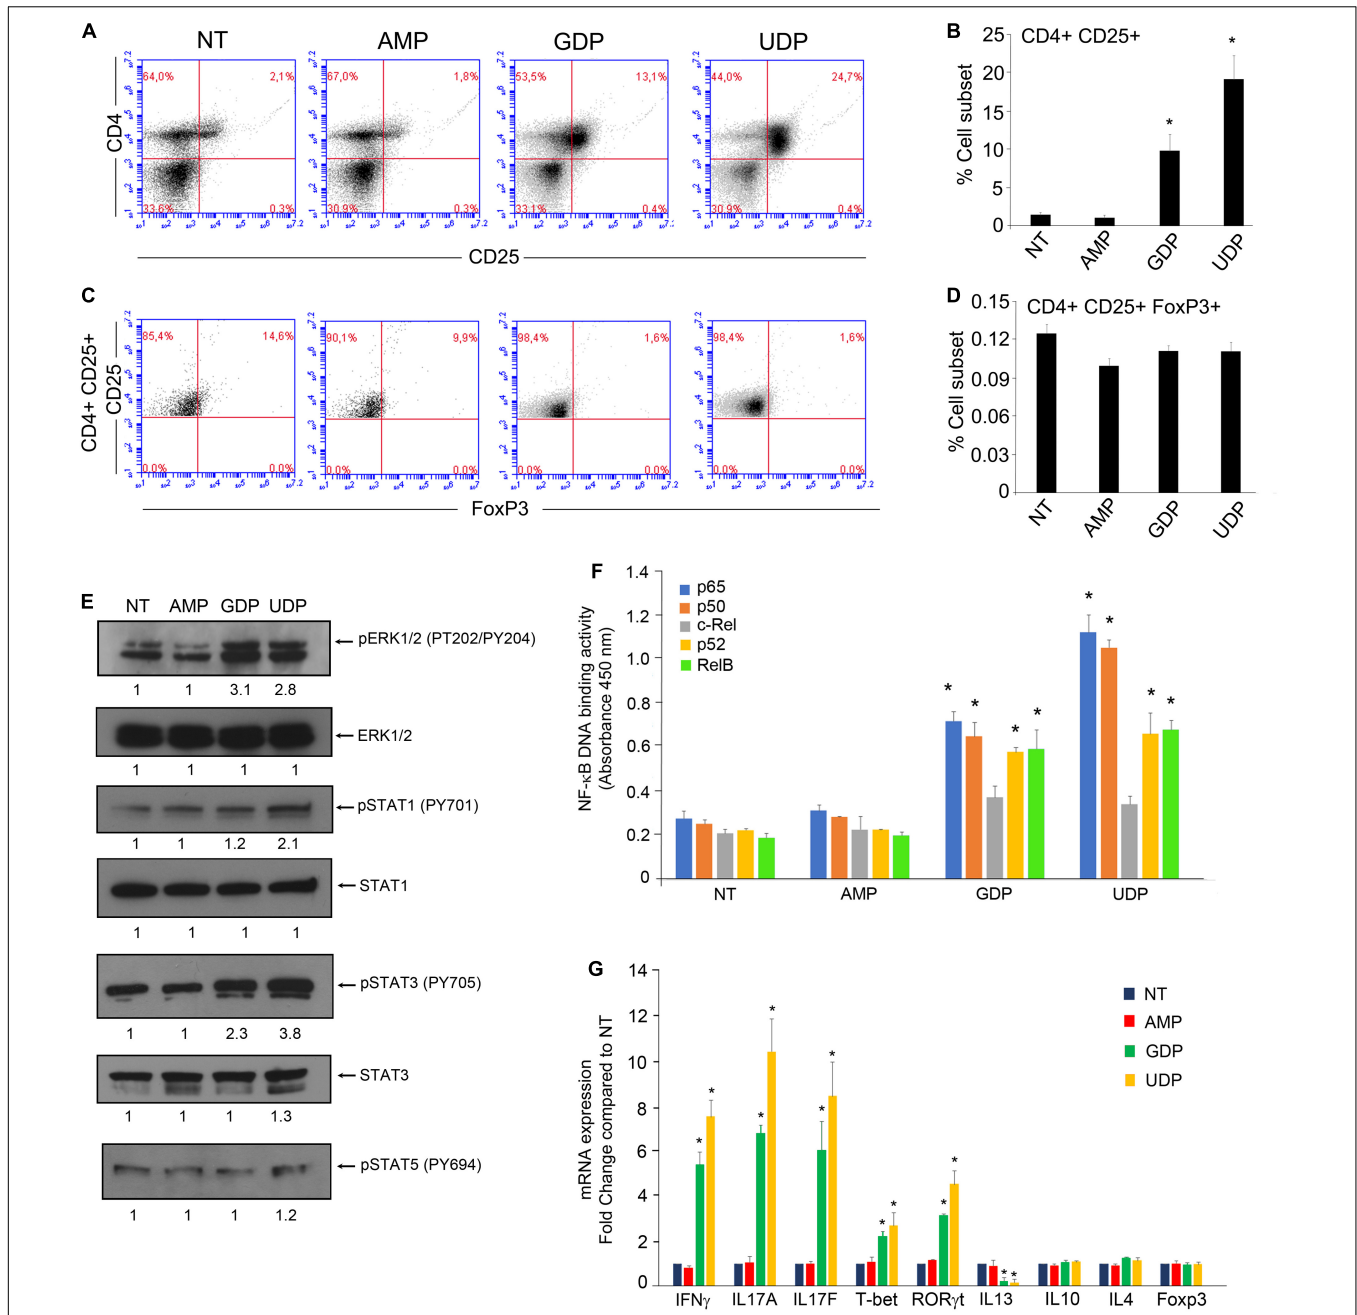 A
NT AMP GDP UDP
64,0% 2,1% 67,0% 1,8% 53,5% 13,1% 44,0% 24,7%
33,6% 0,3% 30,9% 0,3% 33,1% 0,4% 30,9% 0,4%
CD4
CD25
B
CD4+ CD25+
% Cell subset
25
20
15
10
5
0
NT AMP GDP UDP
* *
C
85,4% 14,6% 90,1% 9,9% 98,4% 1,6% 98,4% 1,6%
0,0% 0,0% 0,0% 0,0% 0,0% 0,0% 0,0% 0,0%
CD4+ CD25+
CD25
FoxP3
D
CD4+ CD25+ FoxP3+
% Cell subset
0.15
0.12
0.09
0.06
0.03
0
NT AMP GDP UDP
E
NT AMP GDP UDP
pERK1/2 (PT202/PY204)
1 1 3.1 2.8
ERK1/2
1 1 1 1
pSTAT1 (PY701)
1 1 1.2 2.1
STAT1
1 1 1 1
pSTAT3 (PY705)
1 1 2.3 3.8
STAT3
1 1 1 1.3
pSTAT5 (PY694)
1 1 1 1.2
F
NF-κB DNA binding activity
(Absorbance 450 nm)
1.4
1.2
1.0
0.8
0.6
0.4
0.2
0
p65
p50
c-Rel
p52
RelB
* * * * * * * *
NT AMP GDP UDP
G
mRNA expression
Fold Change compared to NT
14
12
10
8
6
4
2
0
NT
AMP
GDP
UDP
* * * * * * * * * * * *
IFNγ IL17A IL17F T-bet RORγt IL13 IL10 IL4 Foxp3